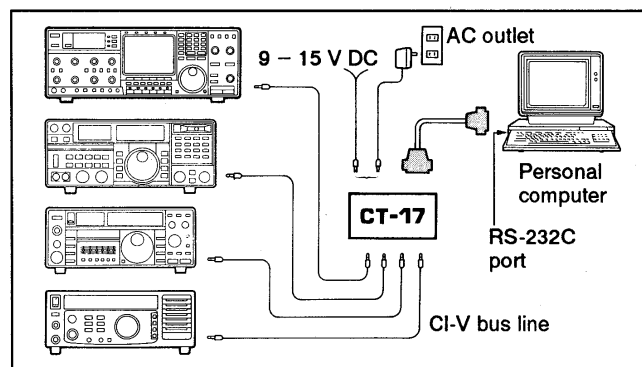 9 – 15 V DC
AC outlet
CT-17
Personal
computer
RS-232C
port
CI-V bus line